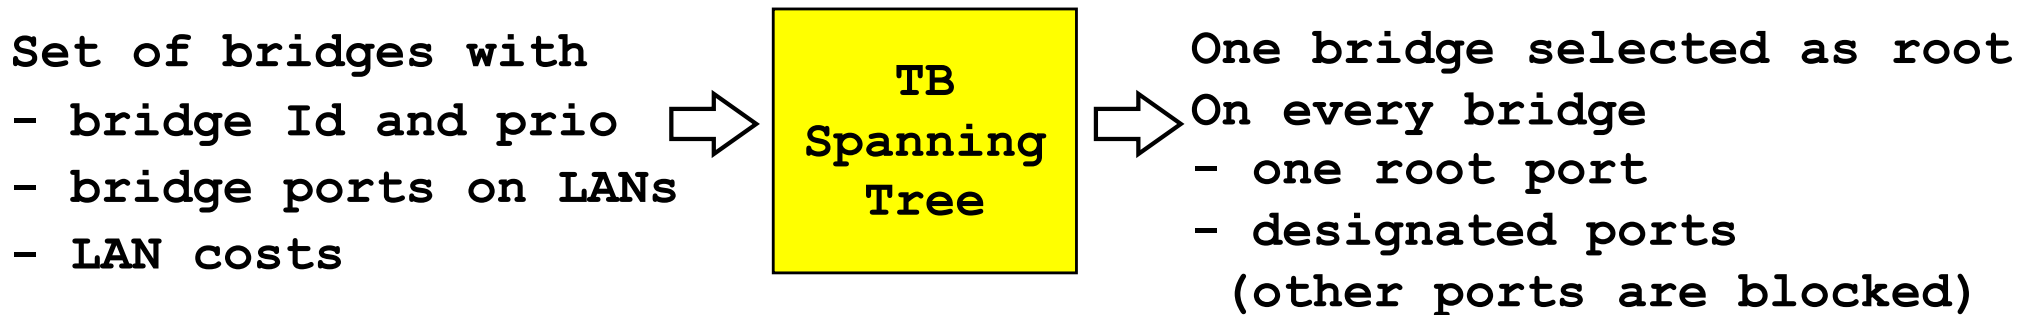 Set of bridges with
- bridge Id and prio
- bridge ports on LANs
- LAN costs
TB
Spanning
Tree
One bridge selected as root
On every bridge
- one root port
- designated ports
(other ports are blocked)